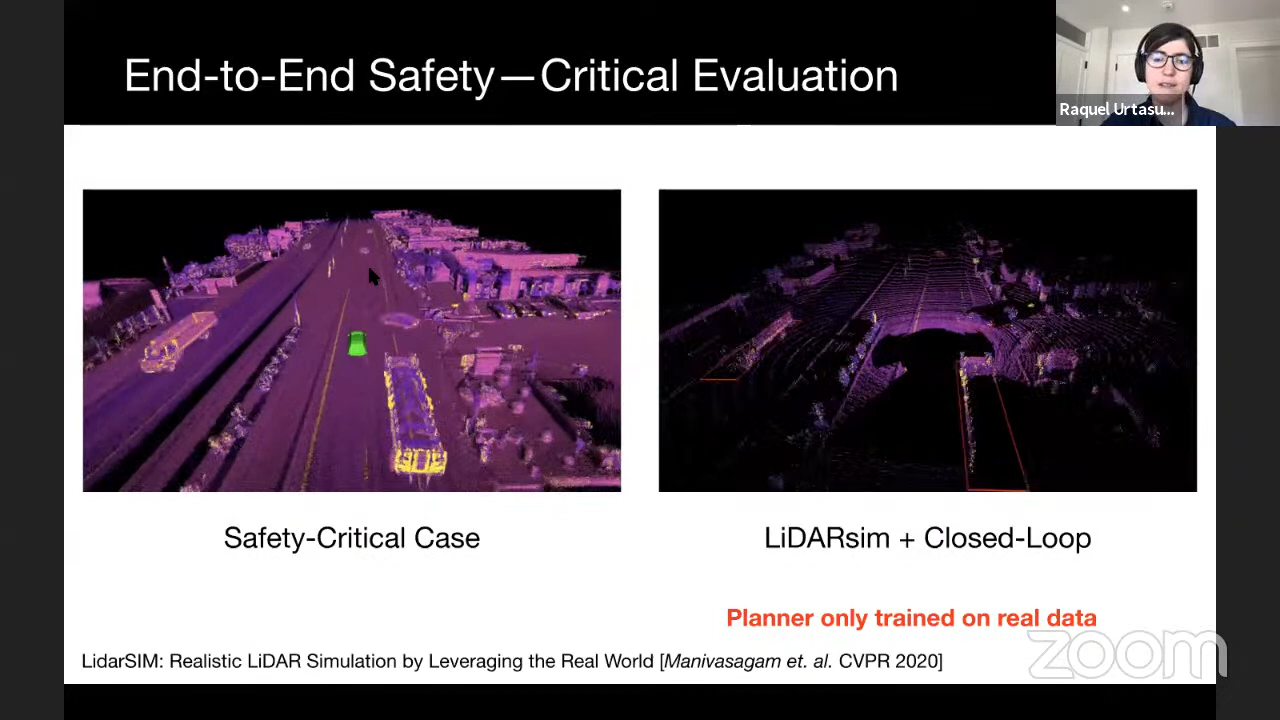 End-to-End Safety—Critical Evaluation
Raquel Urtasu...
Safety-Critical Case
LiDARsim + Closed-Loop
Planner only trained on real data
LidarSIM: Realistic LiDAR Simulation by Leveraging the Real World [Manivasagam et. al. CVPR 2020]
zoom